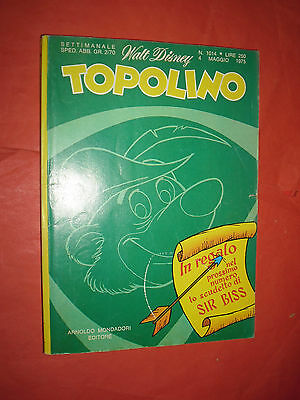 SETTIMANALE
SPED. ABB. GR. 2/70
Walt Disney
N. 1014 • LIRE 250
4 MAGGIO 1975
TOPOLINO
In regalo
nel
prossimo
numero
lo scudetto di
SIR BISS
ARNOLDO MONDADORI
EDITORE